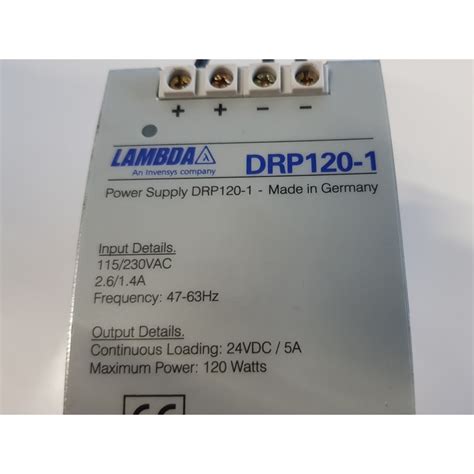 + + - -
LAMBDA λ
An Invensys company
DRP120-1
Power Supply DRP120-1 - Made in Germany
Input Details.
115/230VAC
2.6/1.4A
Frequency: 47-63Hz
Output Details.
Continuous Loading: 24VDC / 5A
Maximum Power: 120 Watts
CE